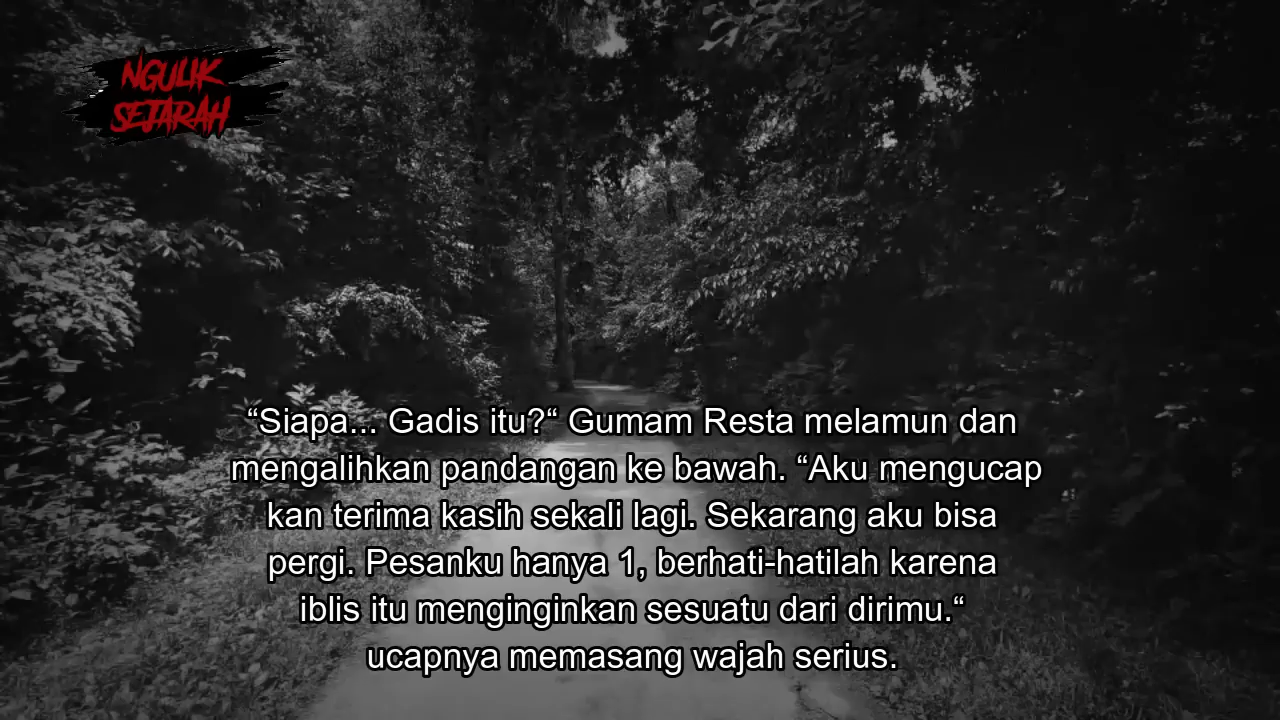 NGULIK
SEJARAH
“Siapa... Gadis itu?“ Gumam Resta melamun dan
mengalihkan pandangan ke bawah. “Aku mengucap
kan terima kasih sekali lagi. Sekarang aku bisa
pergi. Pesanku hanya 1, berhati-hatilah karena
iblis itu menginginkan sesuatu dari dirimu.“
ucapnya memasang wajah serius.